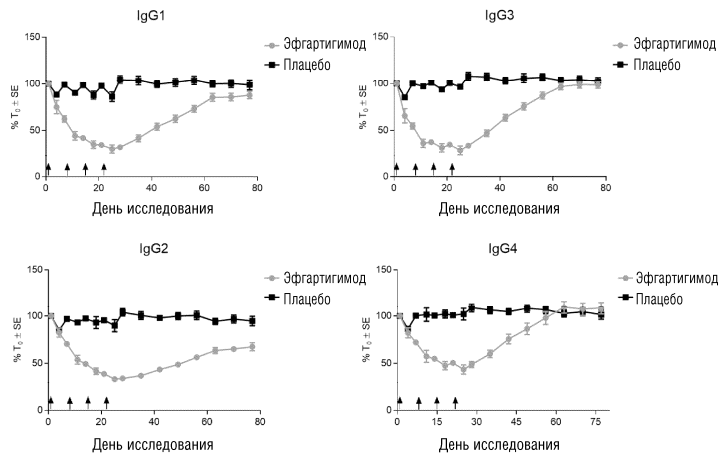 IgG1
150
100
50
0
% T₀ ± SE
0 20 40 60 80
День исследования
Эфгартигимод
Плацебо
IgG3
150
100
50
0
% T₀ ± SE
0 20 40 60 80
День исследования
Эфгартигимод
Плацебо
IgG2
150
100
50
0
% T₀ ± SE
0 20 40 60 80
День исследования
Эфгартигимод
Плацебо
IgG4
150
100
50
0
% T₀ ± SE
0 15 30 45 60 75
День исследования
Эфгартигимод
Плацебо